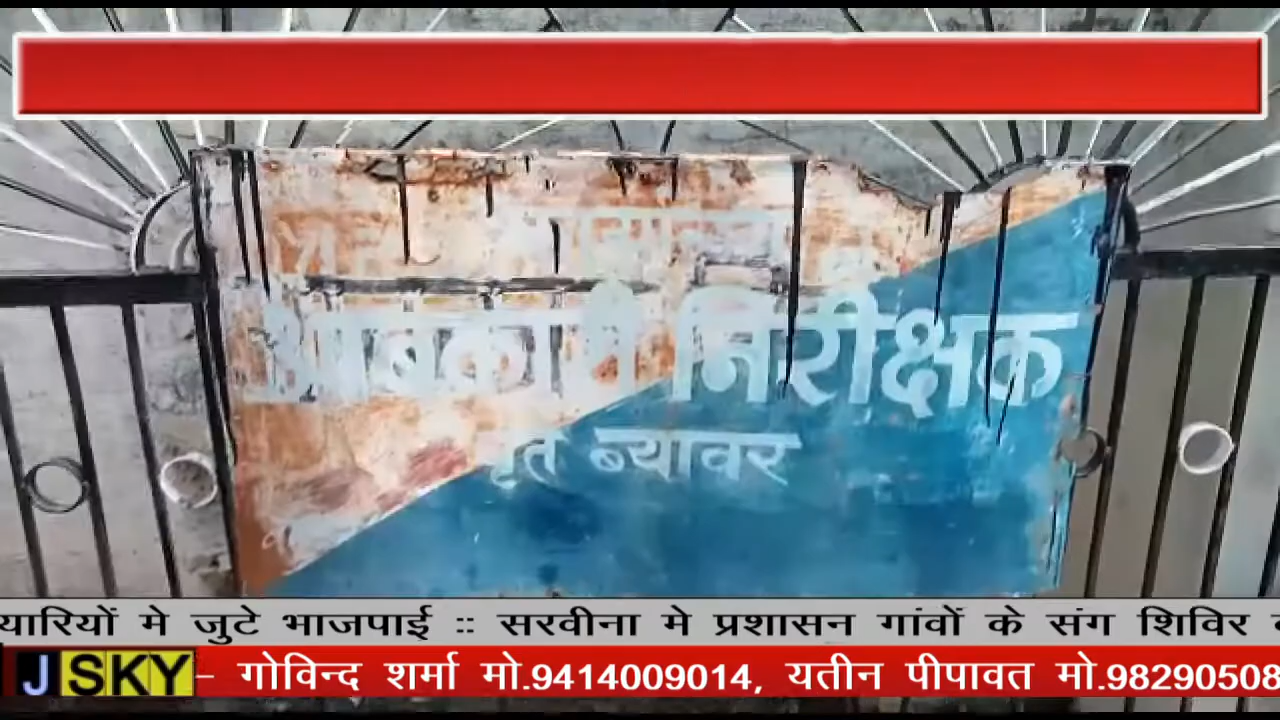 आबकारी निरीक्षक
वृत ब्यावर
यारियों मे जुटे भाजपाई :: सरवीना मे प्रशासन गांवों के संग शिविर
JSKY – गोविन्द शर्मा मो.9414009014, यतीन पीपावत मो.98290508